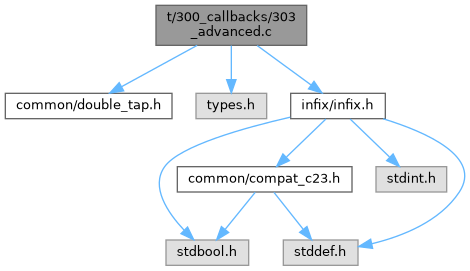 t/300_callbacks/303
_advanced.c
common/double_tap.h
types.h
infix/infix.h
common/compat_c23.h
stdint.h
stdbool.h
stddef.h